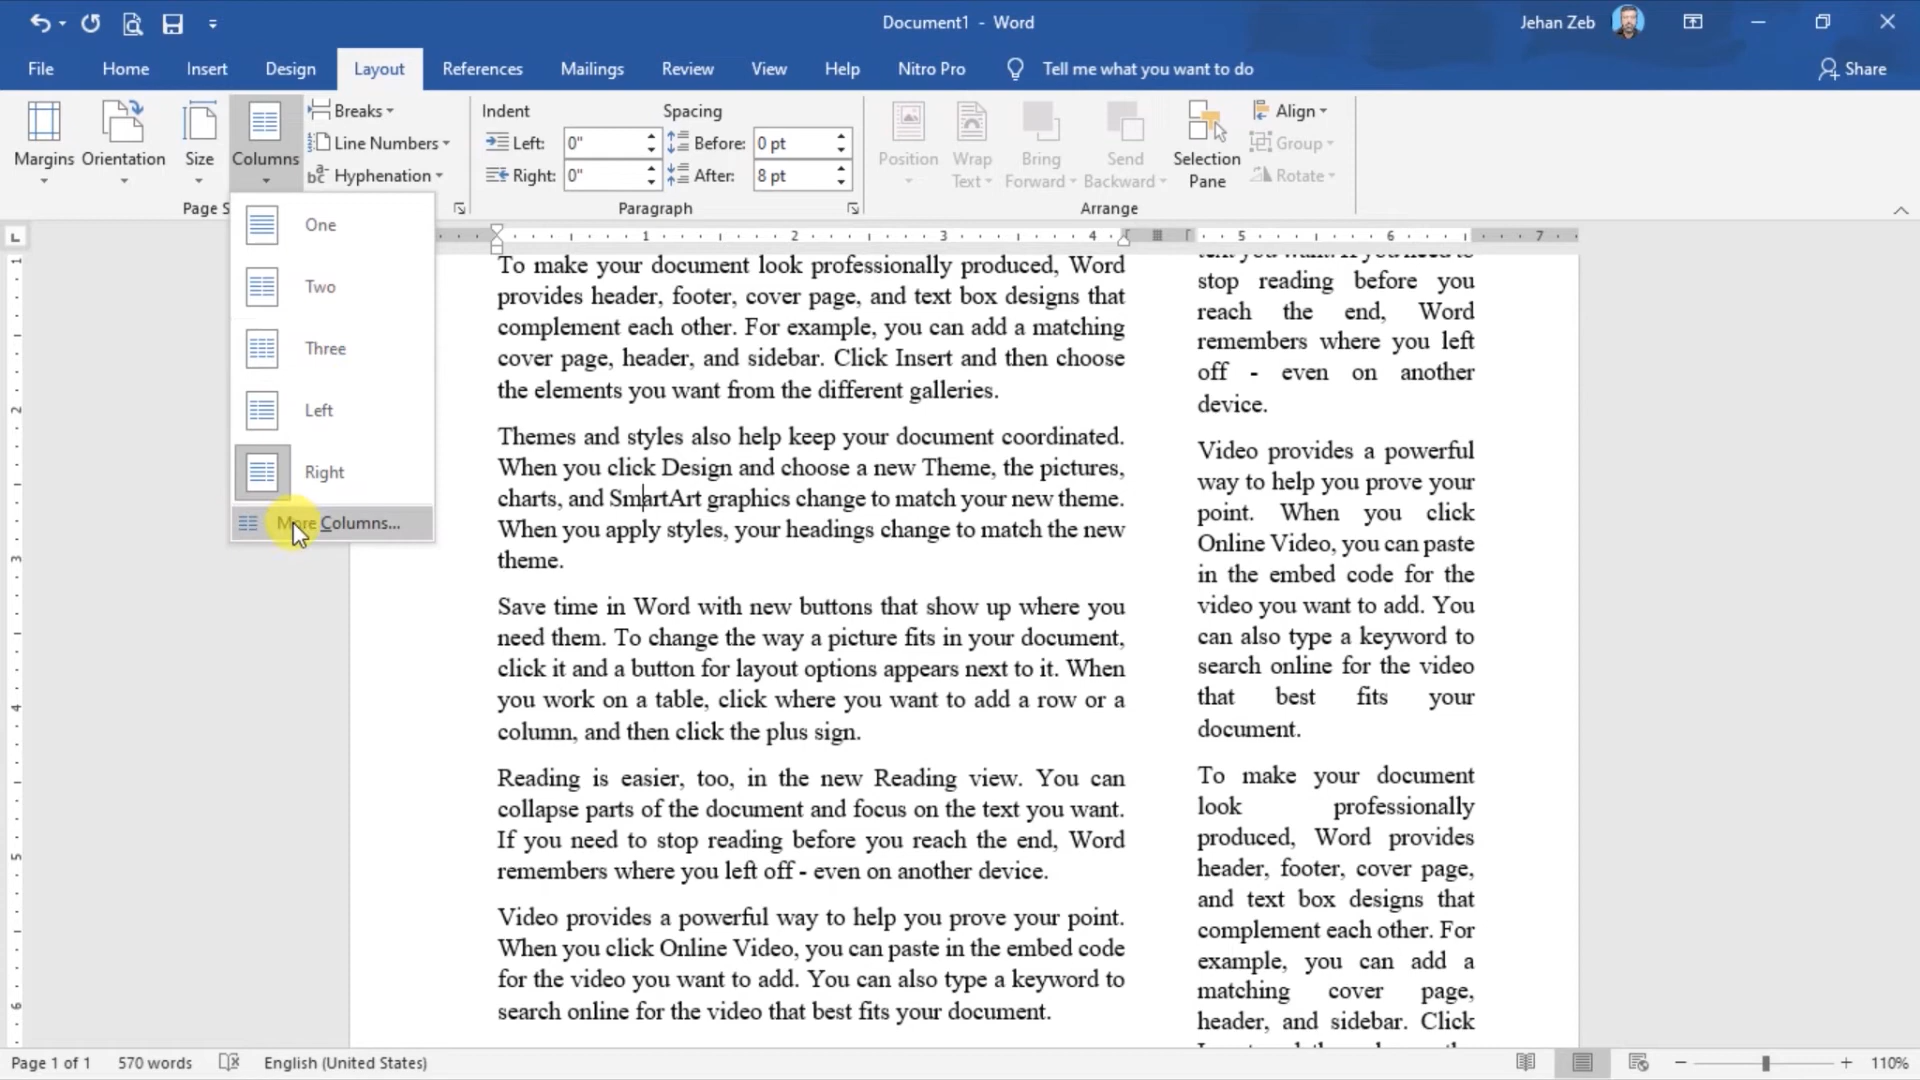 Document1 - Word
Jehan Zeb
File Home Insert Design Layout References Mailings Review View Help Nitro Pro Tell me what you want to do Share
Margins Orientation Size Columns
Breaks
Line Numbers
Hyphenation
Page S
Indent Spacing
Left: 0" Before: 0 pt
Right: 0" After: 8 pt
Paragraph
Position Wrap Text Bring Forward Send Backward Selection Pane
Align
Group
Rotate
Arrange
One
Two
Three
Left
Right
More Columns...
L
1 2 3 4 5 6 7
1
2
3
4
5
6
To make your document look professionally produced, Word
provides header, footer, cover page, and text box designs that
complement each other. For example, you can add a matching
cover page, header, and sidebar. Click Insert and then choose
the elements you want from the different galleries.
Themes and styles also help keep your document coordinated.
When you click Design and choose a new Theme, the pictures,
charts, and SmartArt graphics change to match your new theme.
When you apply styles, your headings change to match the new
theme.
Save time in Word with new buttons that show up where you
need them. To change the way a picture fits in your document,
click it and a button for layout options appears next to it. When
you work on a table, click where you want to add a row or a
column, and then click the plus sign.
Reading is easier, too, in the new Reading view. You can
collapse parts of the document and focus on the text you want.
If you need to stop reading before you reach the end, Word
remembers where you left off - even on another device.
Video provides a powerful way to help you prove your point.
When you click Online Video, you can paste in the embed code
for the video you want to add. You can also type a keyword to
search online for the video that best fits your document.
text you want. If you need to
stop reading before you
reach the end, Word
remembers where you left
off - even on another
device.
Video provides a powerful
way to help you prove your
point. When you click
Online Video, you can paste
in the embed code for the
video you want to add. You
can also type a keyword to
search online for the video
that best fits your
document.
To make your document
look professionally
produced, Word provides
header, footer, cover page,
and text box designs that
complement each other. For
example, you can add a
matching cover page,
header, and sidebar. Click
Page 1 of 1 570 words English (United States) 110%